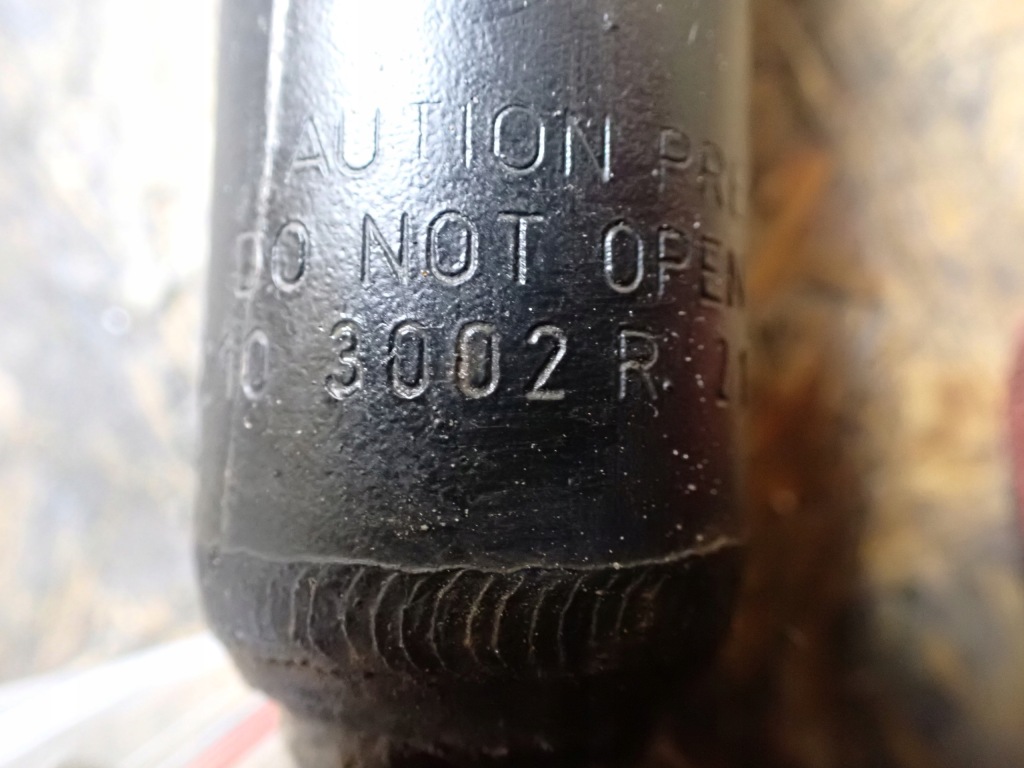 AUTION PR
DO NOT OPEN
10 3002 R